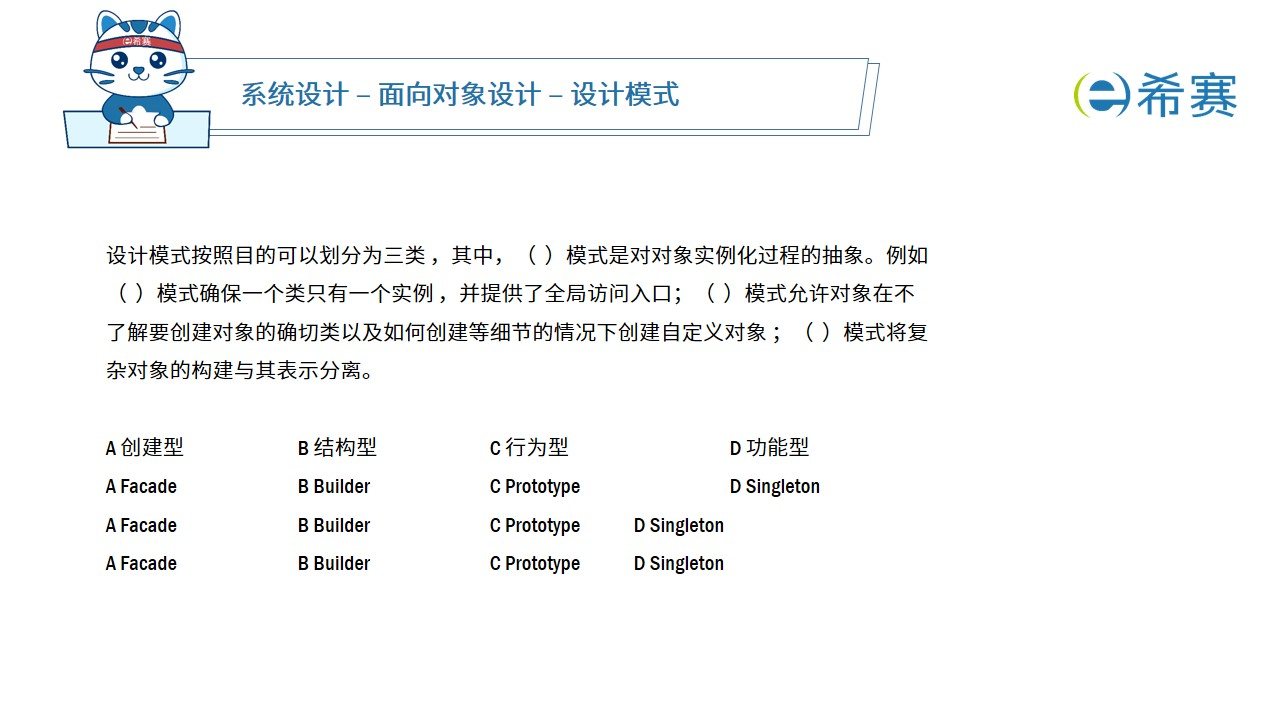 希赛
系统设计 – 面向对象设计 – 设计模式
希赛
设计模式按照目的可以划分为三类，其中，（ ）模式是对对象实例化过程的抽象。例如
（ ）模式确保一个类只有一个实例，并提供了全局访问入口；（ ）模式允许对象在不
了解要创建对象的确切类以及如何创建等细节的情况下创建自定义对象；（ ）模式将复
杂对象的构建与其表示分离。
A 创建型 B 结构型 C 行为型 D 功能型
A Facade B Builder C Prototype D Singleton
A Facade B Builder C Prototype D Singleton
A Facade B Builder C Prototype D Singleton